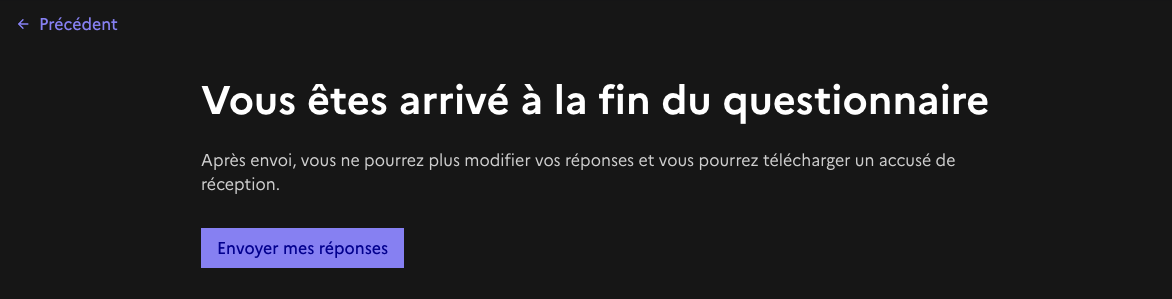 ← Précédent
Vous êtes arrivé à la fin du questionnaire
Après envoi, vous ne pourrez plus modifier vos réponses et vous pourrez télécharger un accusé de
réception.
Envoyer mes réponses